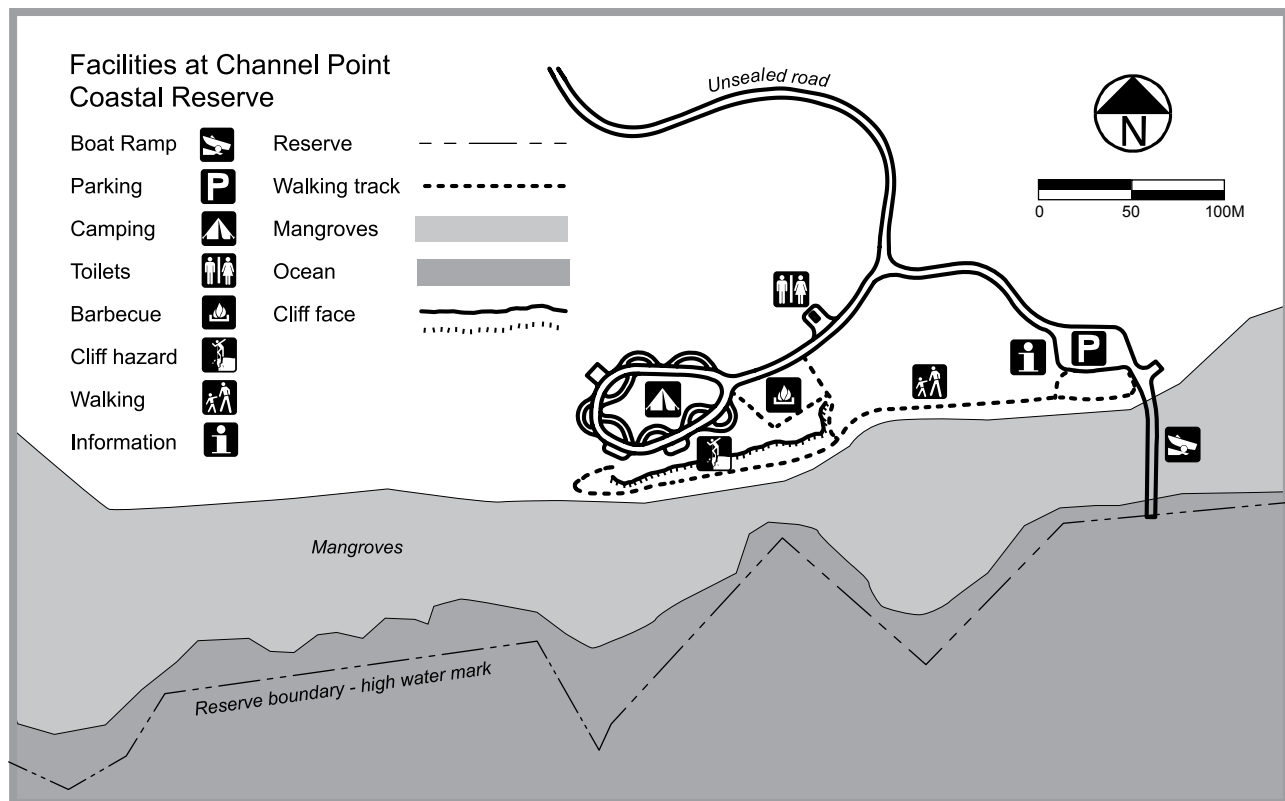 Facilities at Channel Point
Coastal Reserve
Boat Ramp
Parking
P
Camping
Toilets
Barbecue
Cliff hazard
Walking
Information
i
Reserve
Walking track
Mangroves
Ocean
Cliff face
Unsealed road
N
0 50 100M
i
P
Mangroves
Reserve boundary - high water mark